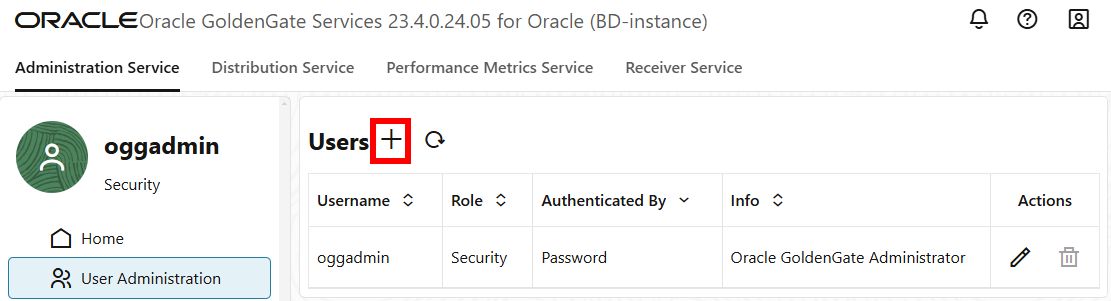 ORACLE Oracle GoldenGate Services 23.4.0.24.05 for Oracle (BD-instance)
Administration Service Distribution Service Performance Metrics Service Receiver Service
oggadmin
Security
Home
User Administration
Users
Username Role Authenticated By Info Actions
oggadmin Security Password Oracle GoldenGate Administrator